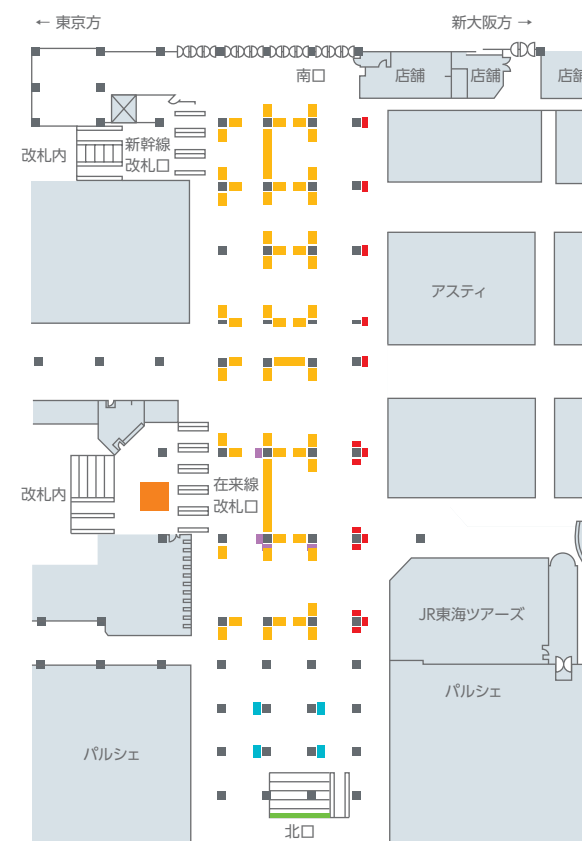 ← 東京方
新大阪方 →
南口
店舗
店舗
店舗
改札内
新幹線
改札口
アスティ
改札内
在来線
改札口
JR東海ツアーズ
パルシェ
パルシェ
北口